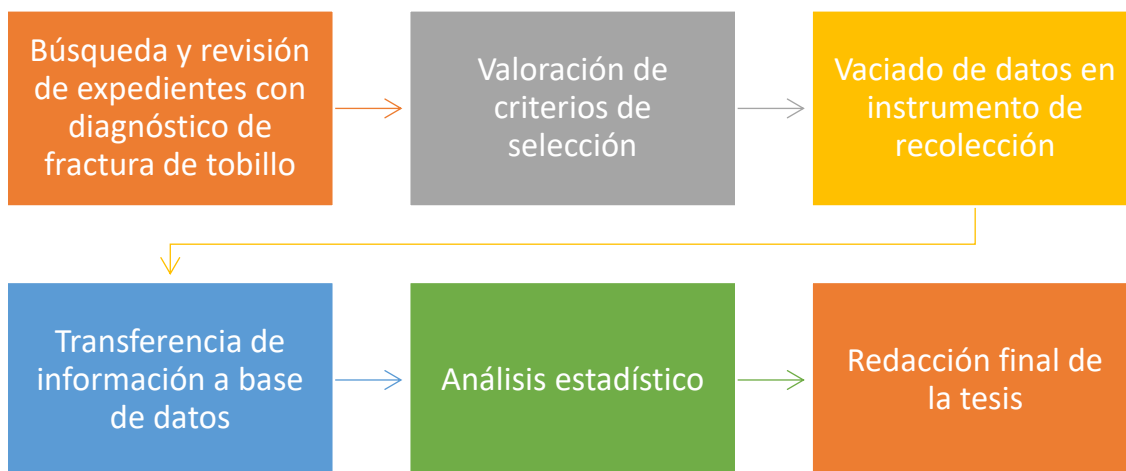 Búsqueda y revisión
de expedientes con
diagnóstico de
fractura de tobillo
Valoración de
criterios de
selección
Vaciado de datos en
instrumento de
recolección
Transferencia de
información a base
de datos
Análisis estadístico
Redacción final de
la tesis